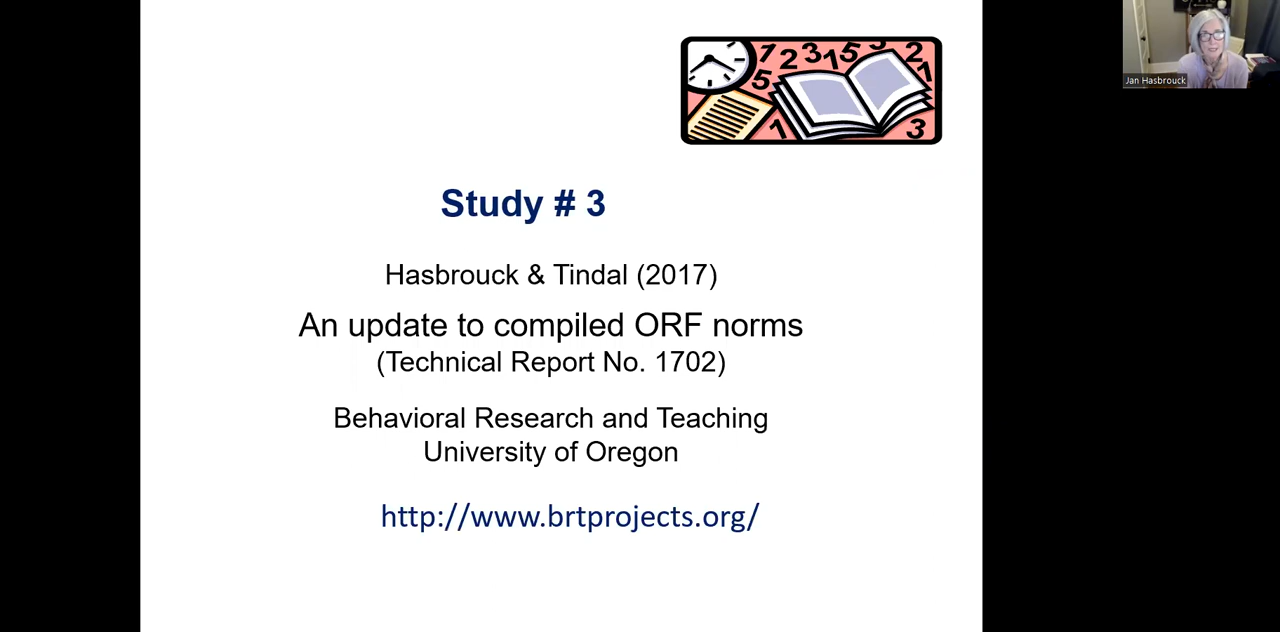 Jan Hasbrouck
Study # 3
Hasbrouck & Tindal (2017)
An update to compiled ORF norms
(Technical Report No. 1702)
Behavioral Research and Teaching
University of Oregon
http://www.brtprojects.org/